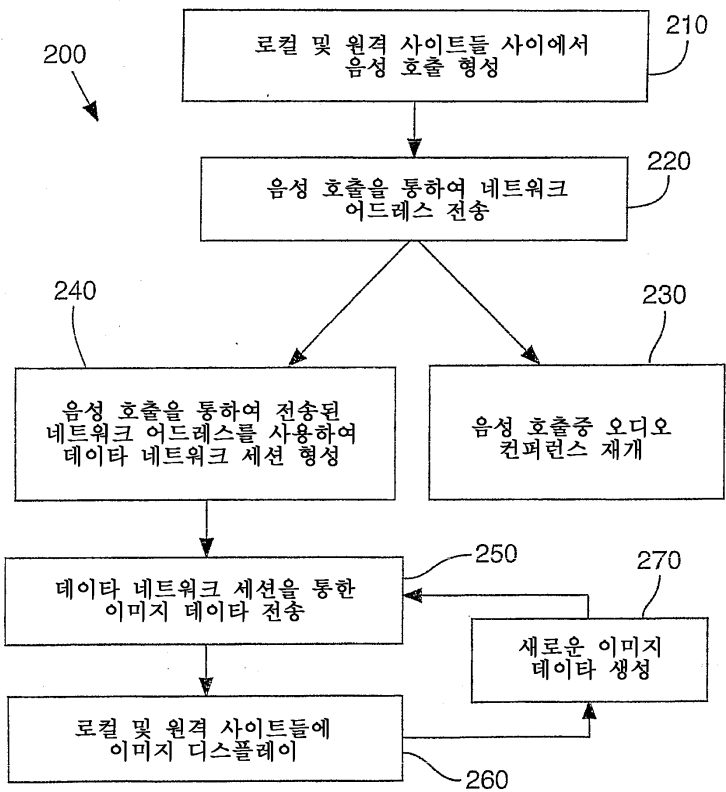 200
로컬 및 원격 사이트들 사이에서
음성 호출 형성
210
음성 호출을 통하여 네트워크
어드레스 전송
220
240
음성 호출을 통하여 전송된
네트워크 어드레스를 사용하여
데이타 네트워크 세션 형성
230
음성 호출중 오디오
컨퍼런스 재개
데이타 네트워크 세션을 통한
이미지 데이타 전송
250
270
새로운 이미지
데이타 생성
로컬 및 원격 사이트들에
이미지 디스플레이
260